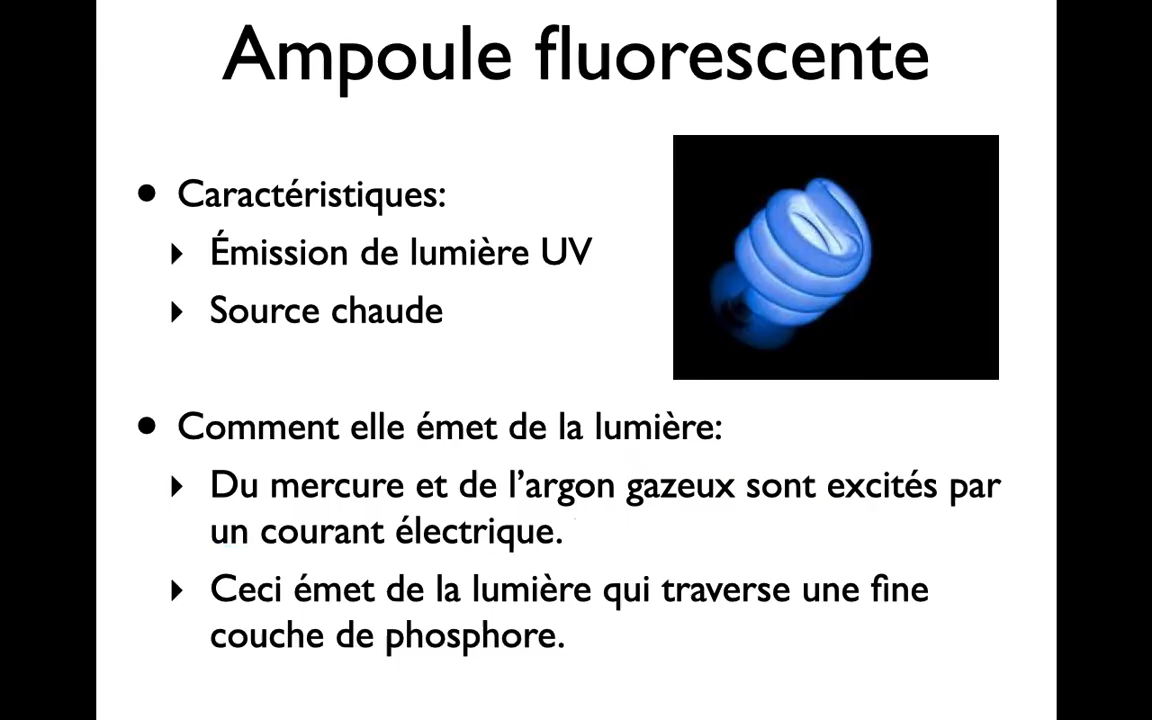 Ampoule fluorescente
• Caractéristiques:
‣ Émission de lumière UV
‣ Source chaude
• Comment elle émet de la lumière:
‣ Du mercure et de l’argon gazeux sont excités par
un courant électrique.
‣ Ceci émet de la lumière qui traverse une fine
couche de phosphore.